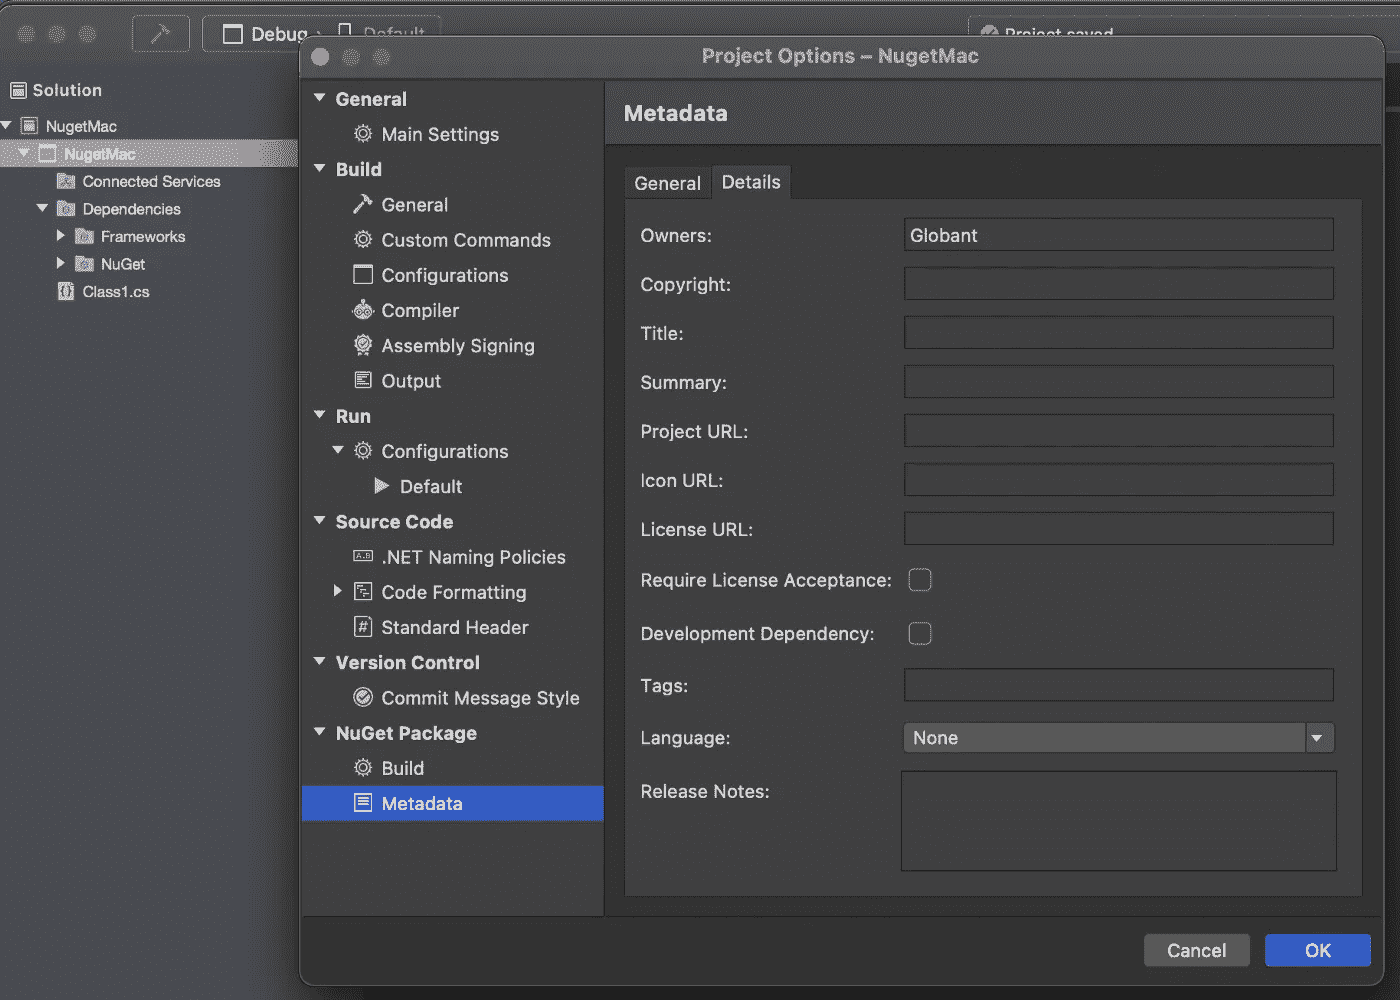 Debug
Default
Project saved
Project Options – NugetMac
Solution
NugetMac
NugetMac
Connected Services
Dependencies
Frameworks
NuGet
Class1.cs
General
Main Settings
Build
General
Custom Commands
Configurations
Compiler
Assembly Signing
Output
Run
Configurations
Default
Source Code
.NET Naming Policies
Code Formatting
Standard Header
Version Control
Commit Message Style
NuGet Package
Build
Metadata
Metadata
General Details
Owners: Globant
Copyright:
Title:
Summary:
Project URL:
Icon URL:
License URL:
Require License Acceptance:
Development Dependency:
Tags:
Language: None
Release Notes:
Cancel OK